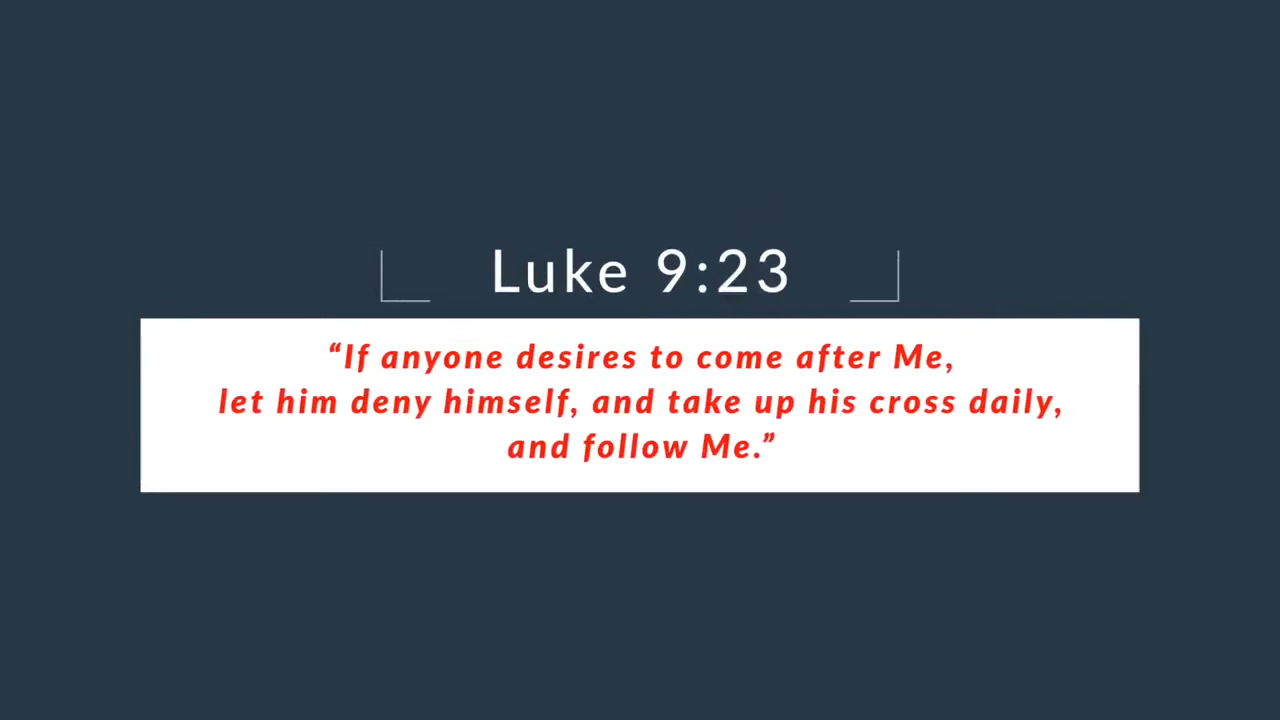 Luke 9:23
“If anyone desires to come after Me,
let him deny himself, and take up his cross daily,
and follow Me.”